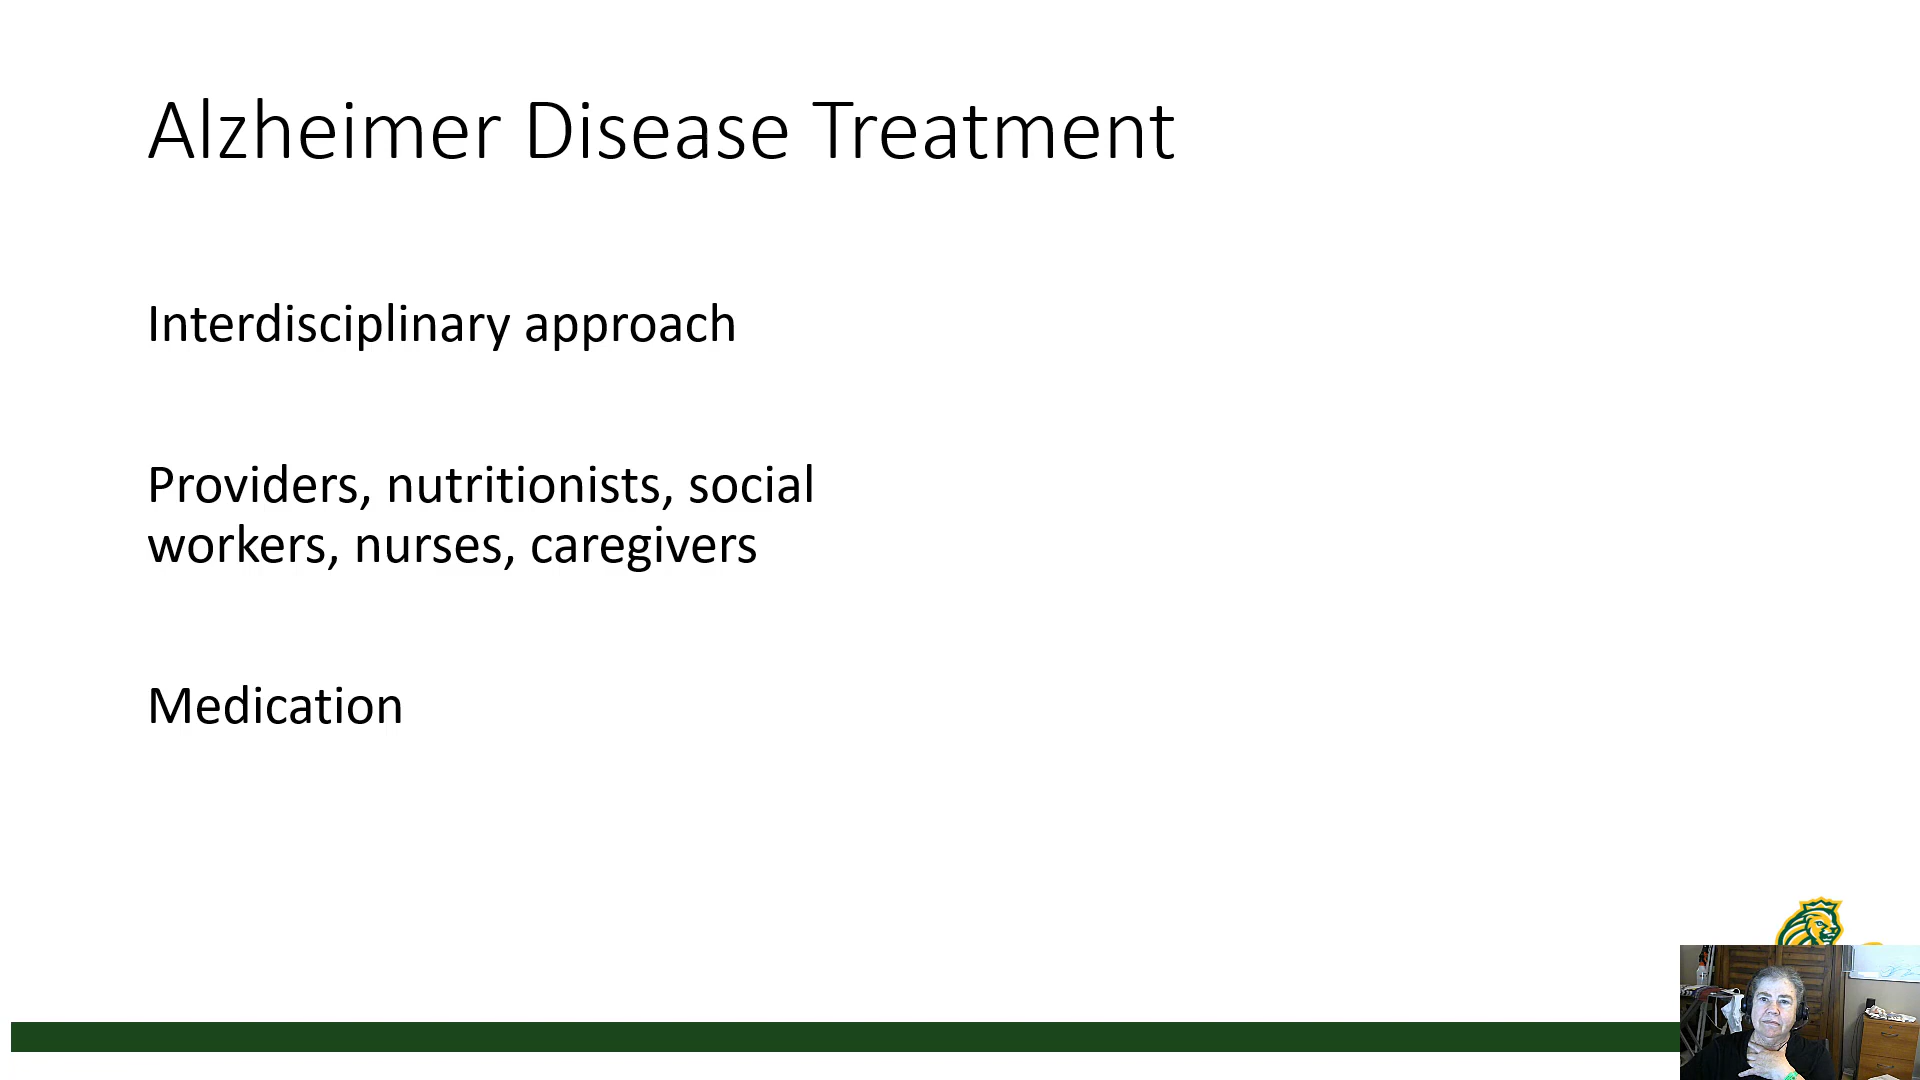 Alzheimer Disease Treatment
Interdisciplinary approach
Providers, nutritionists, social
workers, nurses, caregivers
Medication